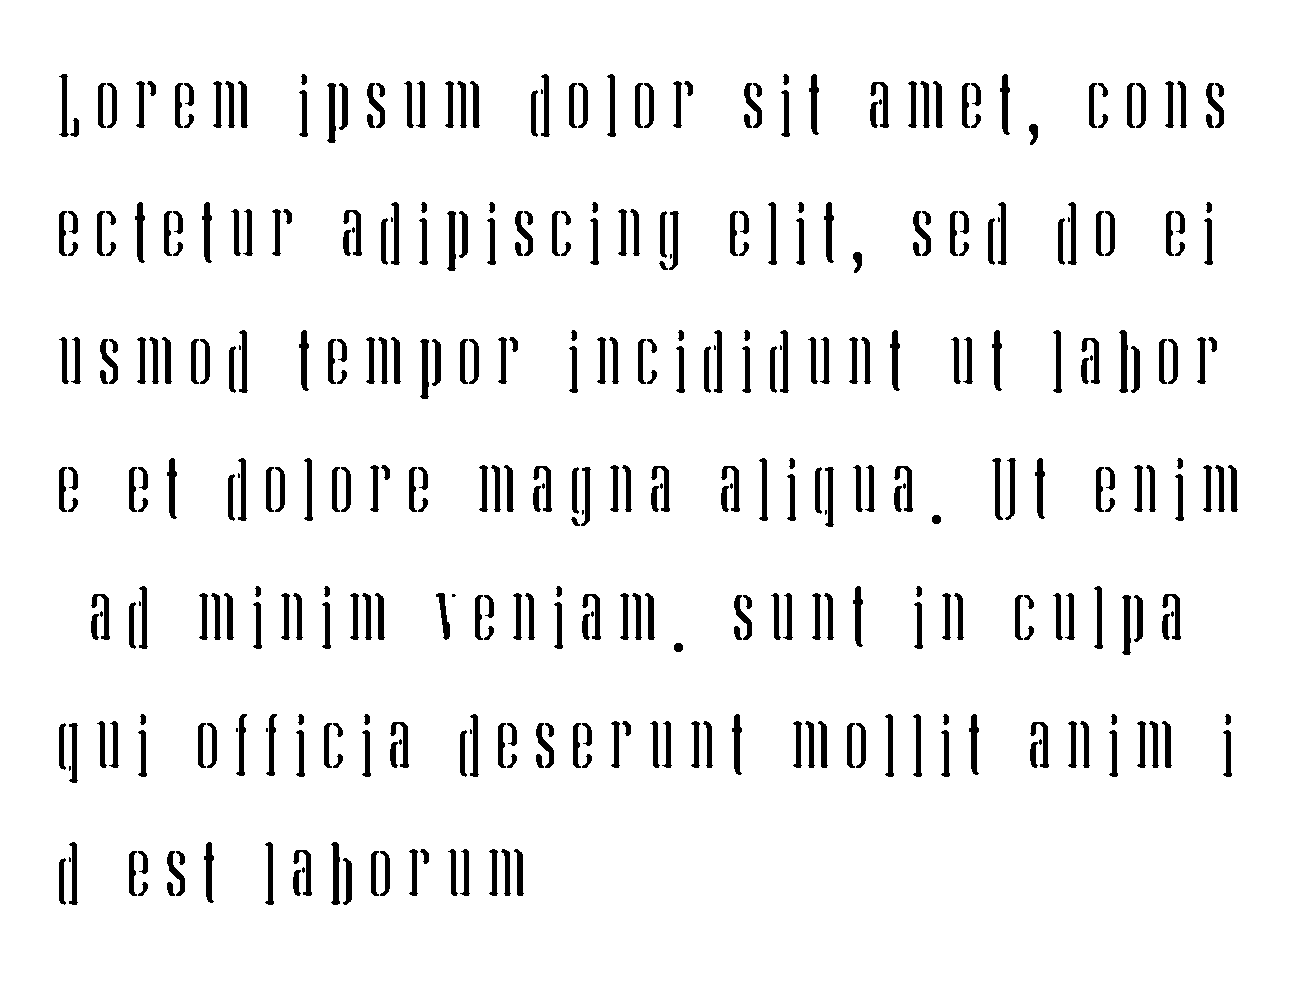 Lorem ipsum dolor sit amet, cons
ectetur adipiscing elit, sed do ei
usmod tempor incididunt ut labor
e et dolore magna aliqua. Ut enim
ad minim veniam. sunt in culpa
qui officia deserunt mollit anim i
d est laborum